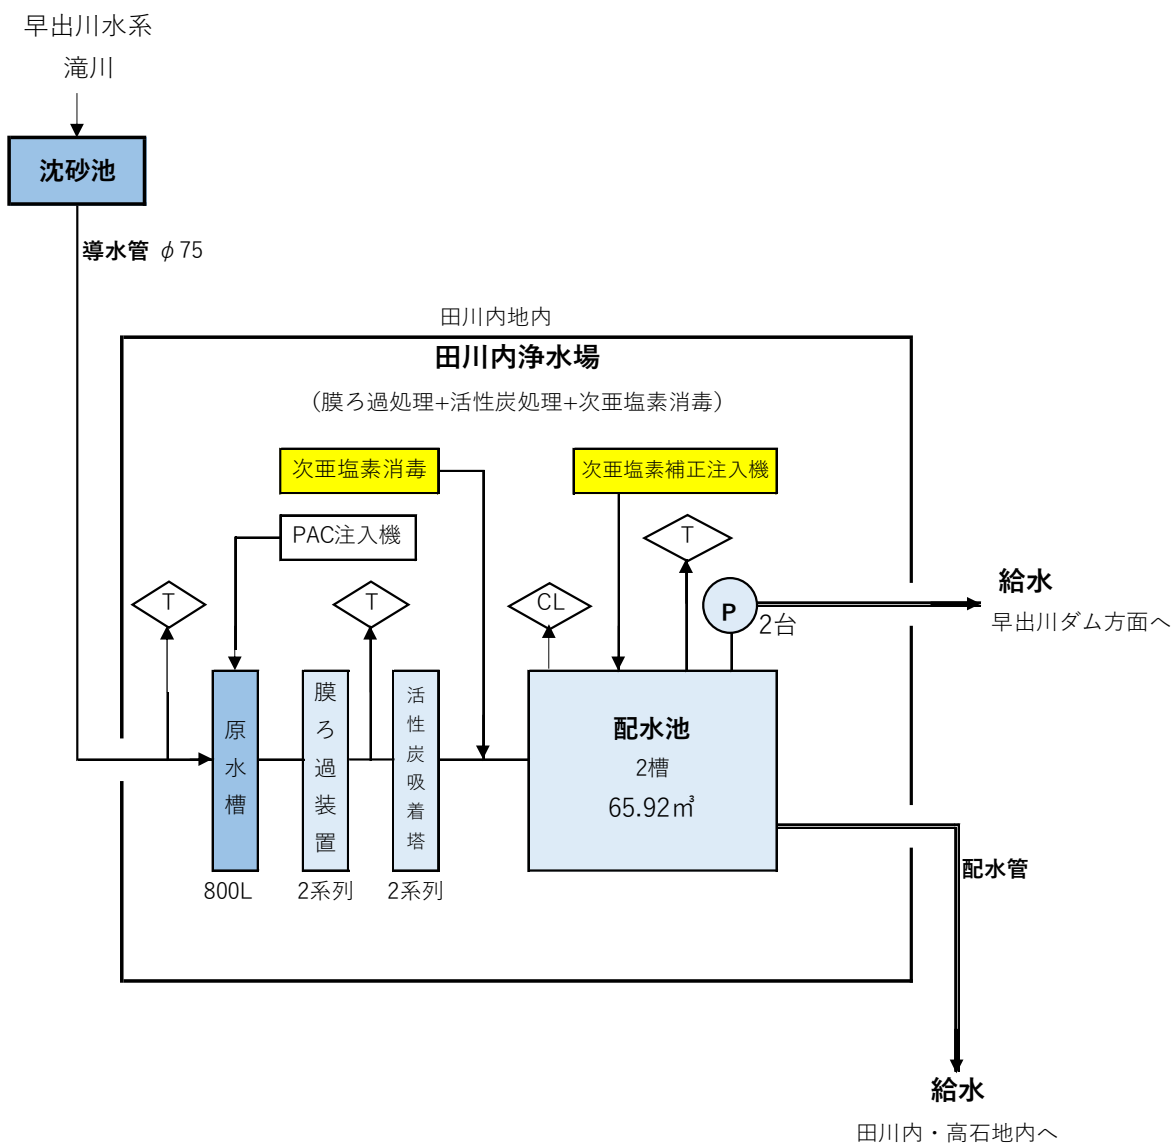 早出川水系
滝川
沈砂池
導水管 φ75
田川内地内
田川内浄水場
（膜ろ過処理+活性炭処理+次亜塩素消毒）
次亜塩素消毒
次亜塩素補正注入機
PAC注入機
T
T
CL
T
P
2台
給水
早出川ダム方面へ
原水槽
800L
膜ろ過装置
2系列
活性炭吸着塔
2系列
配水池
2槽
65.92㎥
配水管
給水
田川内・高石地内へ